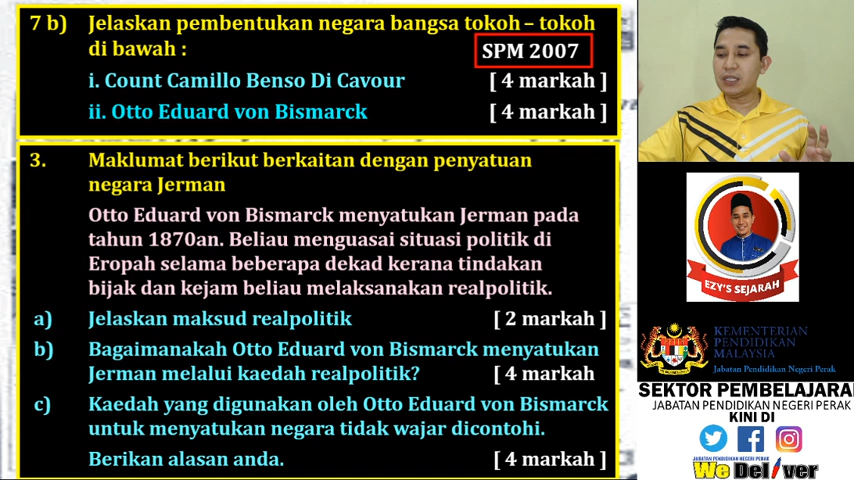 7 b) Jelaskan pembentukan negara bangsa tokoh – tokoh
di bawah :
SPM 2007
i. Count Camillo Benso Di Cavour [ 4 markah ]
ii. Otto Eduard von Bismarck [ 4 markah ]
3. Maklumat berikut berkaitan dengan penyatuan
negara Jerman
Otto Eduard von Bismarck menyatukan Jerman pada
tahun 1870an. Beliau menguasai situasi politik di
Eropah selama beberapa dekad kerana tindakan
bijak dan kejam beliau melaksanakan realpolitik.
a) Jelaskan maksud realpolitik [ 2 markah ]
b) Bagaimanakah Otto Eduard von Bismarck menyatukan
Jerman melalui kaedah realpolitik? [ 4 markah
c) Kaedah yang digunakan oleh Otto Eduard von Bismarck
untuk menyatukan negara tidak wajar dicontohi.
Berikan alasan anda. [ 4 markah ]
EZY'S SEJARAH
KEMENTERIAN
PENDIDIKAN
MALAYSIA
Jabatan Pendidikan Negeri Perak
SEKTOR PEMBELAJARA
JABATAN PENDIDIKAN NEGERI PERAK
KINI DI
JABATAN PENDIDIKAN NEGERI PERAK
We Deliver